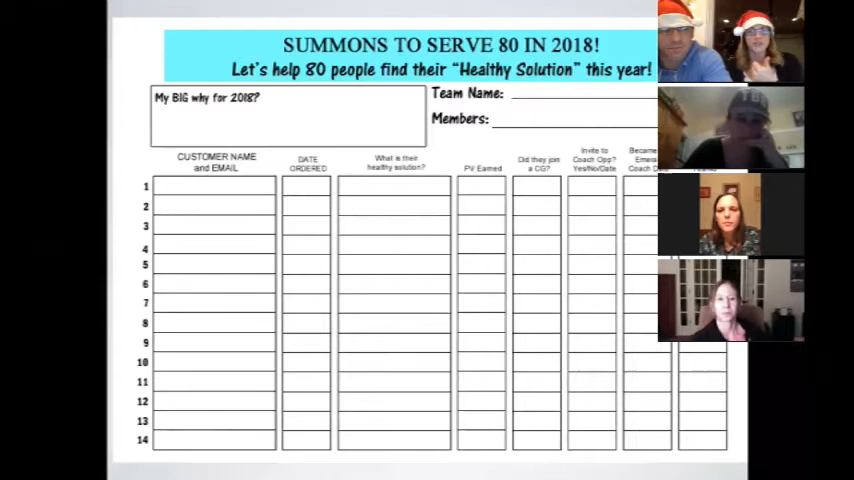 SUMMONS TO SERVE 80 IN 2018!
Let's help 80 people find their "Healthy Solution" this year!
My BIG why for 2018?
Team Name:
Members:
CUSTOMER NAME
and EMAIL
DATE
ORDERED
What is their
healthy solution?
PV Earned
Did they join
a CG?
Invite to
Coach Opp?
Yes/No/Date
Became
Emera
Coach
1
2
3
4
5
6
7
8
9
10
11
12
13
14